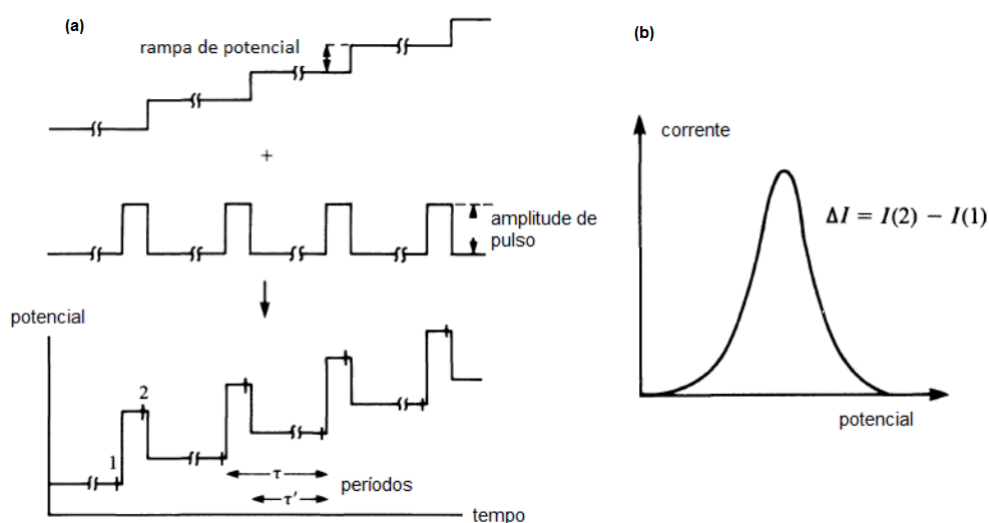 (a)
rampa de potencial
+
amplitude de
pulso
potencial
2
1
τ
τ'
períodos
tempo
(b)
corrente
ΔI = I(2) − I(1)
potencial